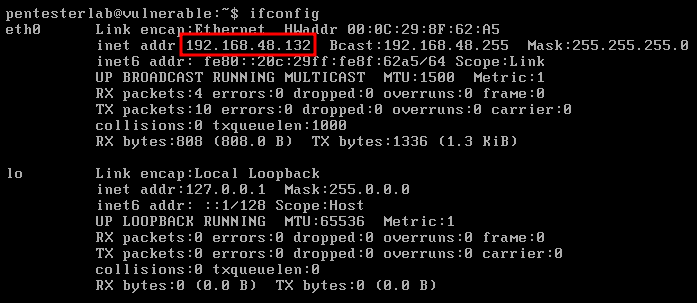 pentesterlab@vulnerable:~$ ifconfig
eth0 Link encap:Ethernet HWaddr 00:0C:29:8F:62:A5
inet addr:192.168.48.132 Bcast:192.168.48.255 Mask:255.255.255.0
inet6 addr: fe80::20c:29ff:fe8f:62a5/64 Scope:Link
UP BROADCAST RUNNING MULTICAST MTU:1500 Metric:1
RX packets:4 errors:0 dropped:0 overruns:0 frame:0
TX packets:10 errors:0 dropped:0 overruns:0 carrier:0
collisions:0 txqueuelen:1000
RX bytes:808 (808.0 B) TX bytes:1336 (1.3 KiB)
lo Link encap:Local Loopback
inet addr:127.0.0.1 Mask:255.0.0.0
inet6 addr: ::1/128 Scope:Host
UP LOOPBACK RUNNING MTU:65536 Metric:1
RX packets:0 errors:0 dropped:0 overruns:0 frame:0
TX packets:0 errors:0 dropped:0 overruns:0 carrier:0
collisions:0 txqueuelen:0
RX bytes:0 (0.0 B) TX bytes:0 (0.0 B)